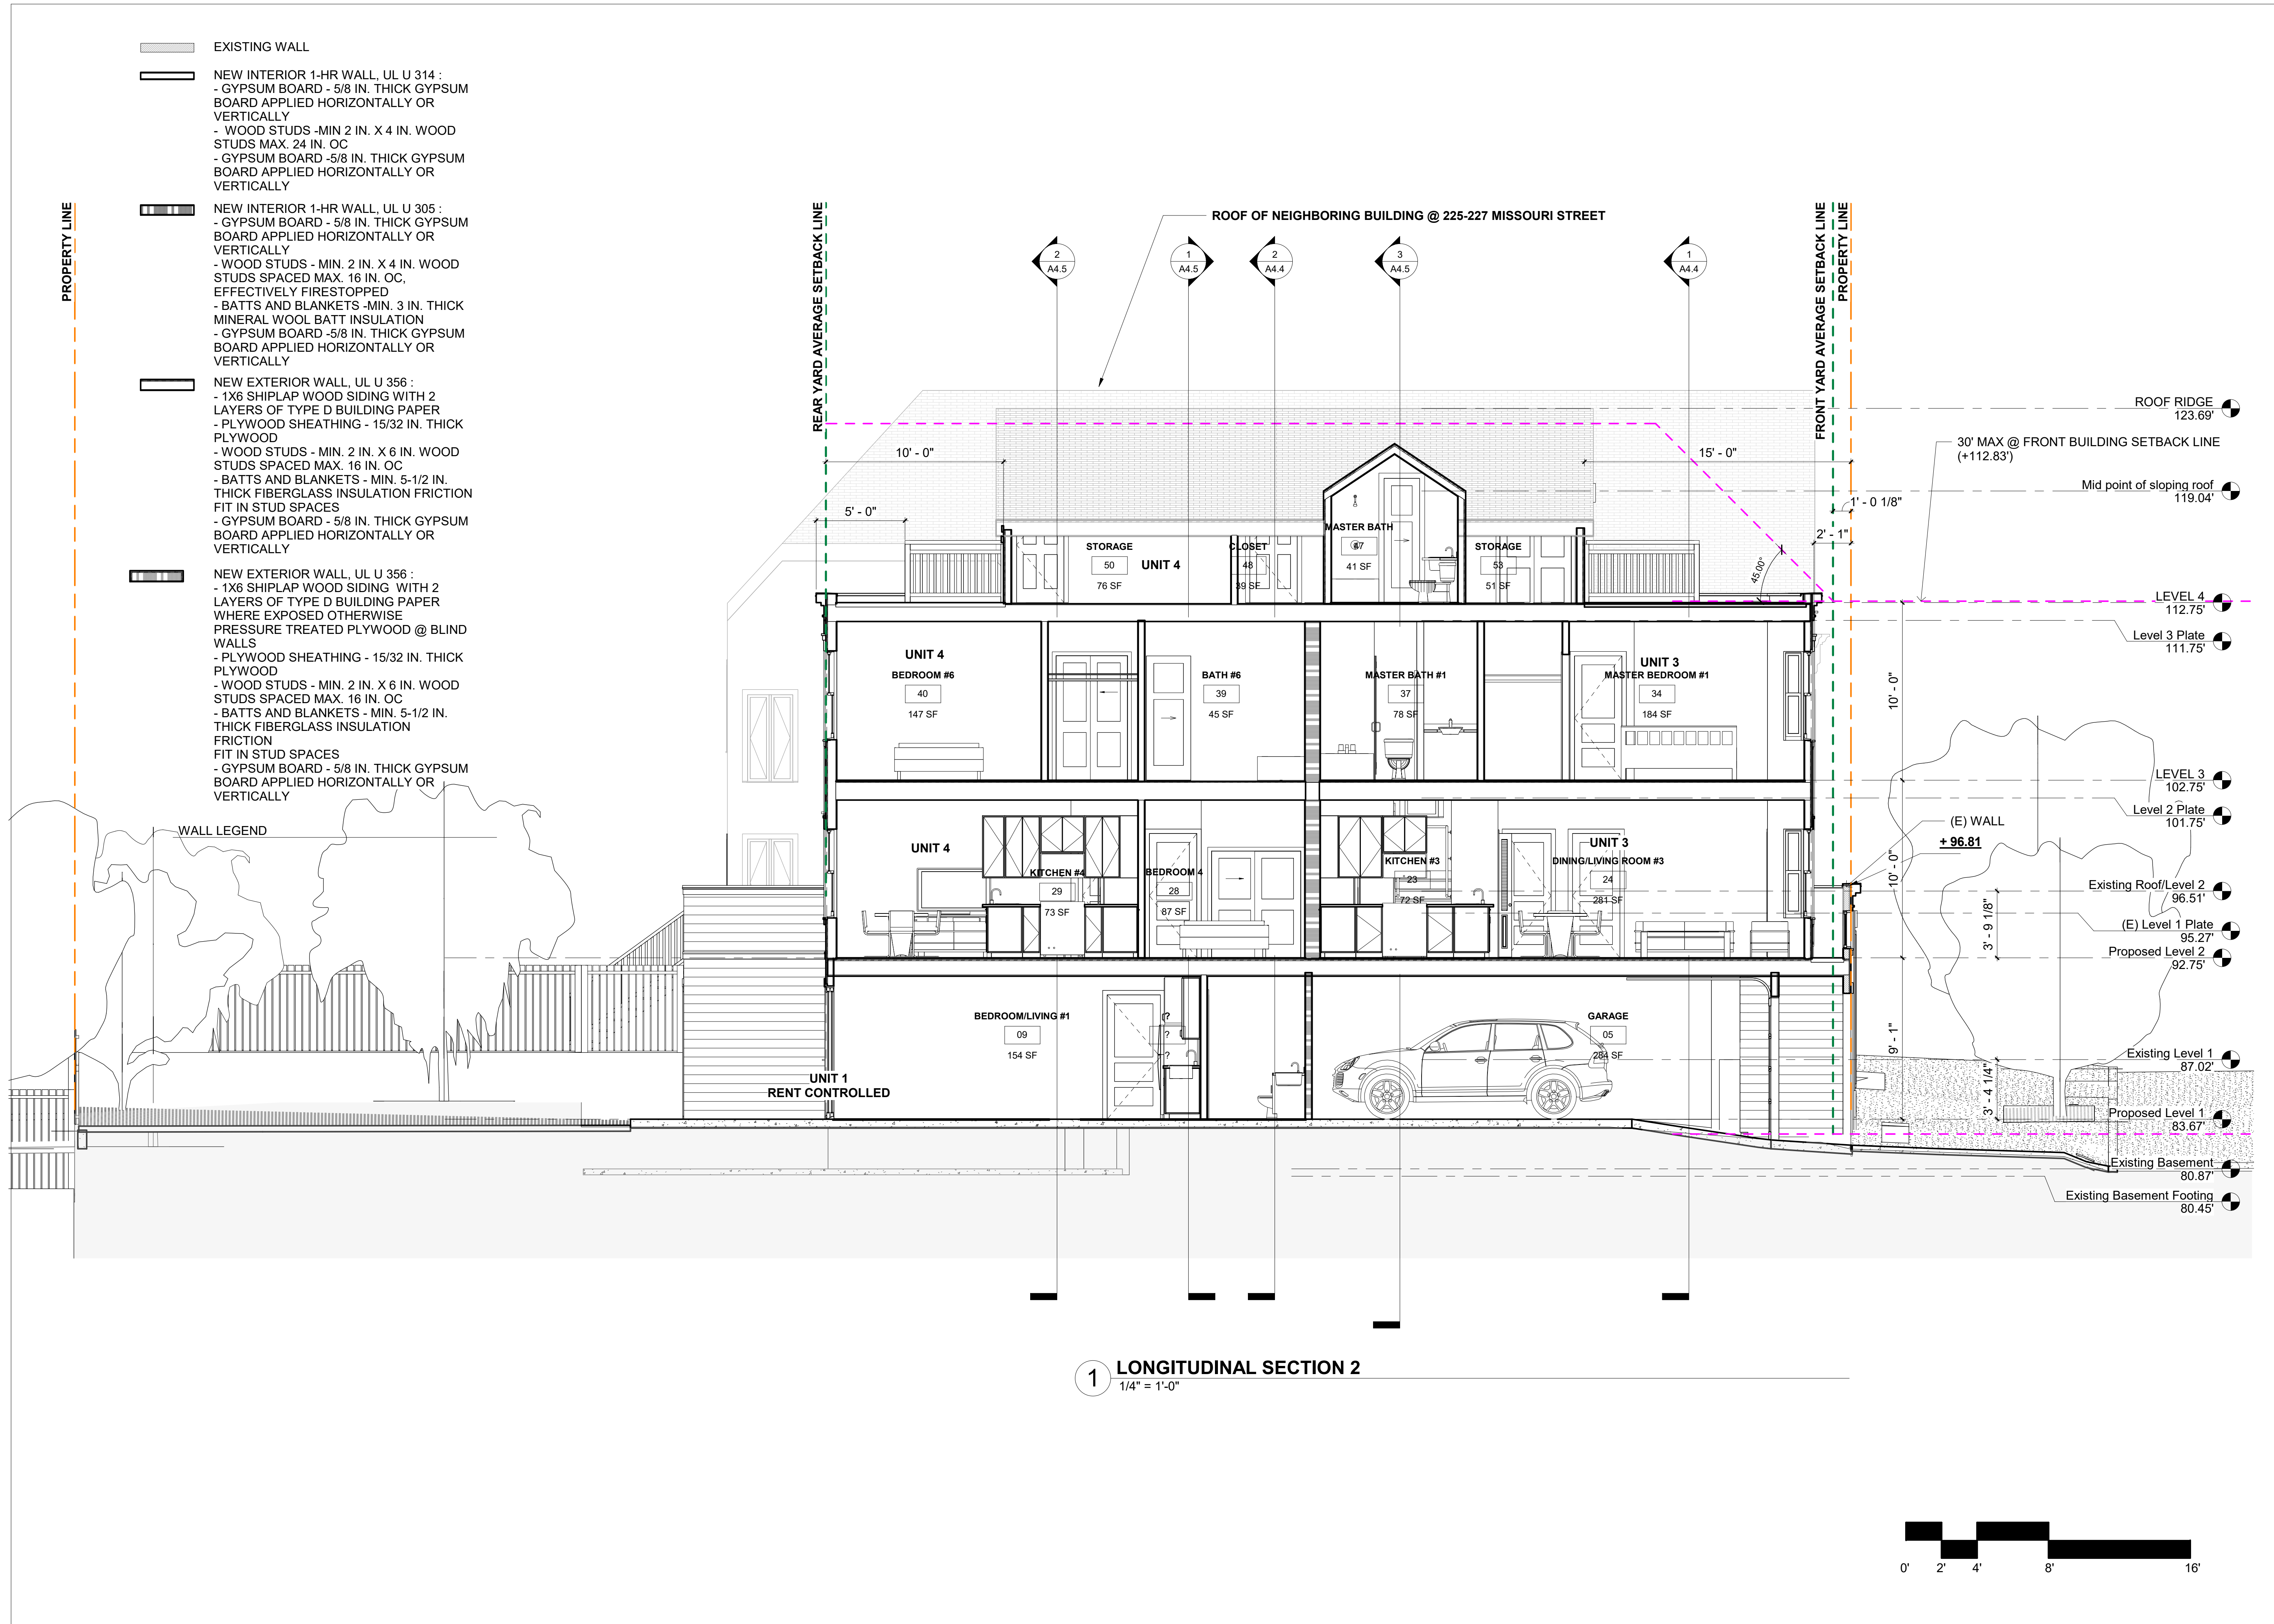 EXISTING WALL
NEW INTERIOR 1-HR WALL, UL U 314 :
- GYPSUM BOARD - 5/8 IN. THICK GYPSUM
BOARD APPLIED HORIZONTALLY OR
VERTICALLY
- WOOD STUDS -MIN 2 IN. X 4 IN. WOOD
STUDS MAX. 24 IN. OC
- GYPSUM BOARD -5/8 IN. THICK GYPSUM
BOARD APPLIED HORIZONTALLY OR
VERTICALLY
NEW INTERIOR 1-HR WALL, UL U 305 :
- GYPSUM BOARD - 5/8 IN. THICK GYPSUM
BOARD APPLIED HORIZONTALLY OR
VERTICALLY
- WOOD STUDS - MIN. 2 IN. X 4 IN. WOOD
STUDS SPACED MAX. 16 IN. OC,
EFFECTIVELY FIRESTOPPED
- BATTS AND BLANKETS -MIN. 3 IN. THICK
MINERAL WOOL BATT INSULATION
- GYPSUM BOARD -5/8 IN. THICK GYPSUM
BOARD APPLIED HORIZONTALLY OR
VERTICALLY
NEW EXTERIOR WALL, UL U 356 :
- 1X6 SHIPLAP WOOD SIDING WITH 2
LAYERS OF TYPE D BUILDING PAPER
- PLYWOOD SHEATHING - 15/32 IN. THICK
PLYWOOD
- WOOD STUDS - MIN. 2 IN. X 6 IN. WOOD
STUDS SPACED MAX. 16 IN. OC
- BATTS AND BLANKETS - MIN. 5-1/2 IN.
THICK FIBERGLASS INSULATION FRICTION
FIT IN STUD SPACES
- GYPSUM BOARD - 5/8 IN. THICK GYPSUM
BOARD APPLIED HORIZONTALLY OR
VERTICALLY
NEW EXTERIOR WALL, UL U 356 :
- 1X6 SHIPLAP WOOD SIDING WITH 2
LAYERS OF TYPE D BUILDING PAPER
WHERE EXPOSED OTHERWISE
PRESSURE TREATED PLYWOOD @ BLIND
WALLS
- PLYWOOD SHEATHING - 15/32 IN. THICK
PLYWOOD
- WOOD STUDS - MIN. 2 IN. X 6 IN. WOOD
STUDS SPACED MAX. 16 IN. OC
- BATTS AND BLANKETS - MIN. 5-1/2 IN.
THICK FIBERGLASS INSULATION
FRICTION
FIT IN STUD SPACES
- GYPSUM BOARD - 5/8 IN. THICK GYPSUM
BOARD APPLIED HORIZONTALLY OR
VERTICALLY
WALL LEGEND
PROPERTY LINE
REAR YARD AVERAGE SETBACK LINE
ROOF OF NEIGHBORING BUILDING @ 225-227 MISSOURI STREET
2
A4.5
1
A4.5
2
A4.4
3
A4.5
1
A4.4
FRONT YARD AVERAGE SETBACK LINE
PROPERTY LINE
10' - 0"
15' - 0"
5' - 0"
1' - 0 1/8"
2' - 1"
45.00°
ROOF RIDGE
123.69'
30' MAX @ FRONT BUILDING SETBACK LINE
(+112.83')
Mid point of sloping roof
119.04'
LEVEL 4
112.75'
Level 3 Plate
111.75'
LEVEL 3
102.75'
Level 2 Plate
101.75'
(E) WALL
+ 96.81
Existing Roof/Level 2
96.51'
(E) Level 1 Plate
95.27'
Proposed Level 2
92.75'
Existing Level 1
87.02'
Proposed Level 1
83.67'
Existing Basement
80.87'
Existing Basement Footing
80.45'
10' - 0"
10' - 0"
3' - 9 1/8"
9' - 1"
3' - 4 1/4"
STORAGE
50
76 SF
UNIT 4
CLOSET
48
39 SF
MASTER BATH
47
41 SF
STORAGE
53
51 SF
UNIT 4
BEDROOM #6
40
147 SF
BATH #6
39
45 SF
MASTER BATH #1
37
78 SF
UNIT 3
MASTER BEDROOM #1
34
184 SF
UNIT 4
KITCHEN #4
29
73 SF
BEDROOM 4
28
87 SF
KITCHEN #3
23
72 SF
UNIT 3
DINING/LIVING ROOM #3
24
281 SF
BEDROOM/LIVING #1
09
154 SF
?
?
?
GARAGE
05
284 SF
UNIT 1
RENT CONTROLLED
1
LONGITUDINAL SECTION 2
1/4" = 1'-0"
0' 2' 4' 8' 16'